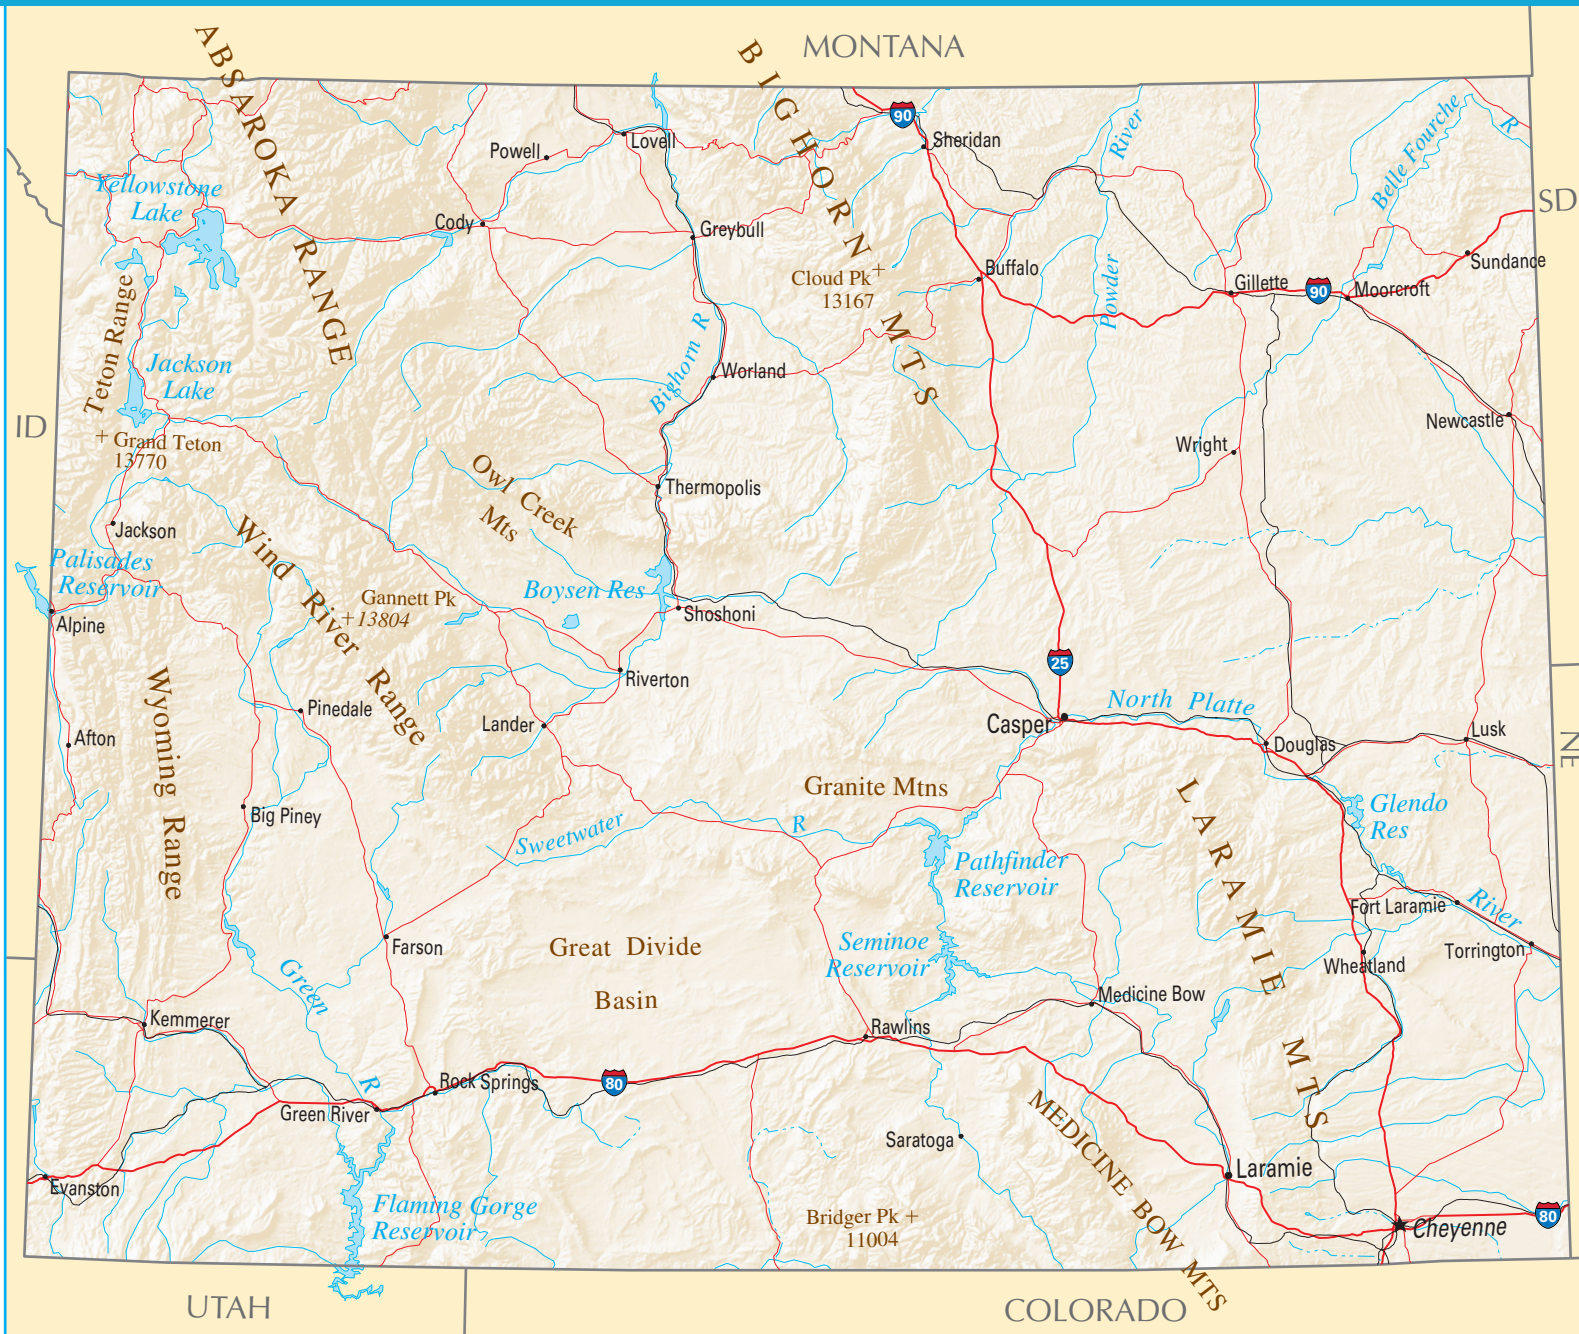 MONTANA
ABSAROKA RANGE
BIGHORN MTS
90
Sheridan
River
Belle Fourche
R
Powell
Lovell
Yellowstone
Lake
SD
Cody
Greybull
Cloud Pk
13167
Buffalo
Powder
Gillette
90
Moorcroft
Sundance
Teton Range
Jackson
Lake
Bighorn R
Worland
ID
Grand Teton
13770
Newcastle
Wright
Owl Creek
Mts
Thermopolis
Jackson
Wind River Range
Palisades
Reservoir
Gannett Pk
13804
Boysen Res
Shoshoni
Alpine
25
Riverton
Wyoming Range
Pinedale
Lander
Casper
North Platte
Afton
Douglas
Lusk
NE
Granite Mtns
LARAMIE MTS
Big Piney
Sweetwater
R
Glendo
Res
Pathfinder
Reservoir
Fort Laramie
River
Farson
Great Divide
Basin
Seminoe
Reservoir
Torrington
Wheatland
Green
R
Medicine Bow
Kemmerer
Rawlins
Rock Springs
80
Green River
MEDICINE BOW MTS
Saratoga
Laramie
Evanston
Flaming Gorge
Reservoir
Bridger Pk
11004
80
Cheyenne
UTAH
COLORADO